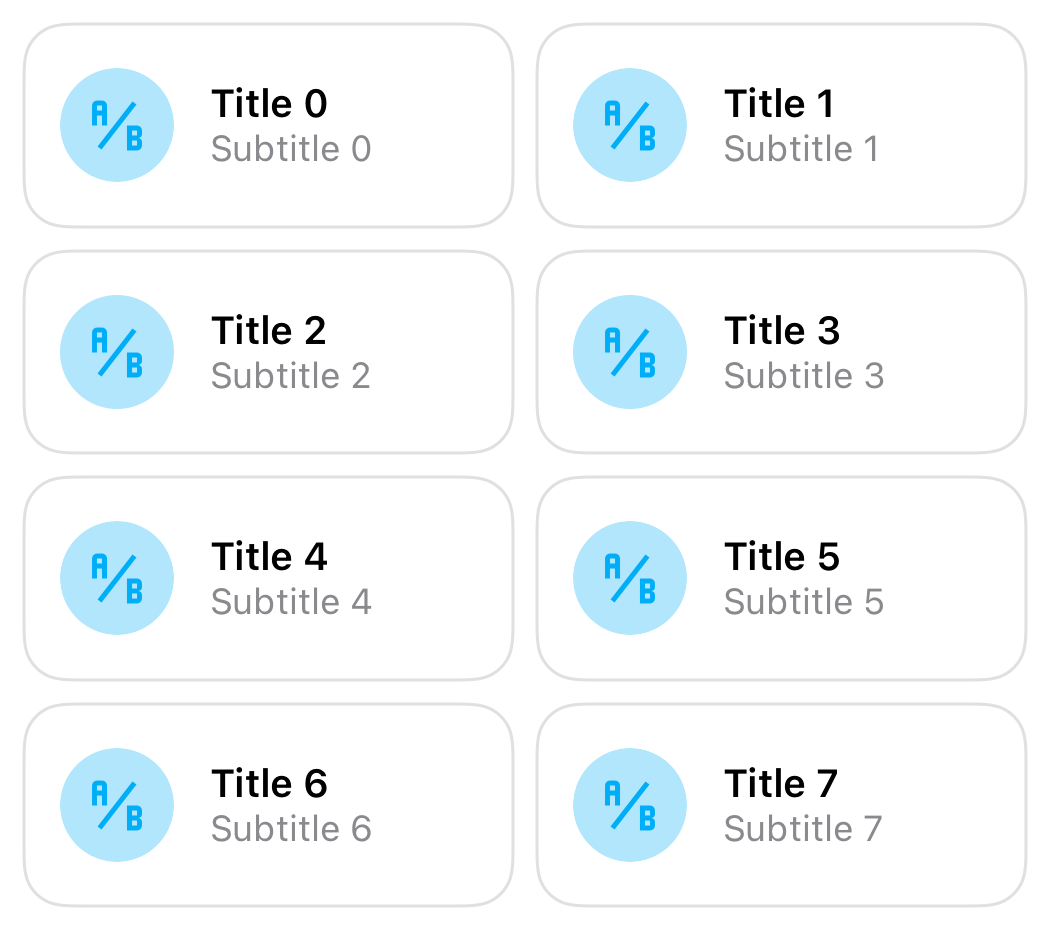 A/B
Title 0
Subtitle 0
A/B
Title 1
Subtitle 1
A/B
Title 2
Subtitle 2
A/B
Title 3
Subtitle 3
A/B
Title 4
Subtitle 4
A/B
Title 5
Subtitle 5
A/B
Title 6
Subtitle 6
A/B
Title 7
Subtitle 7